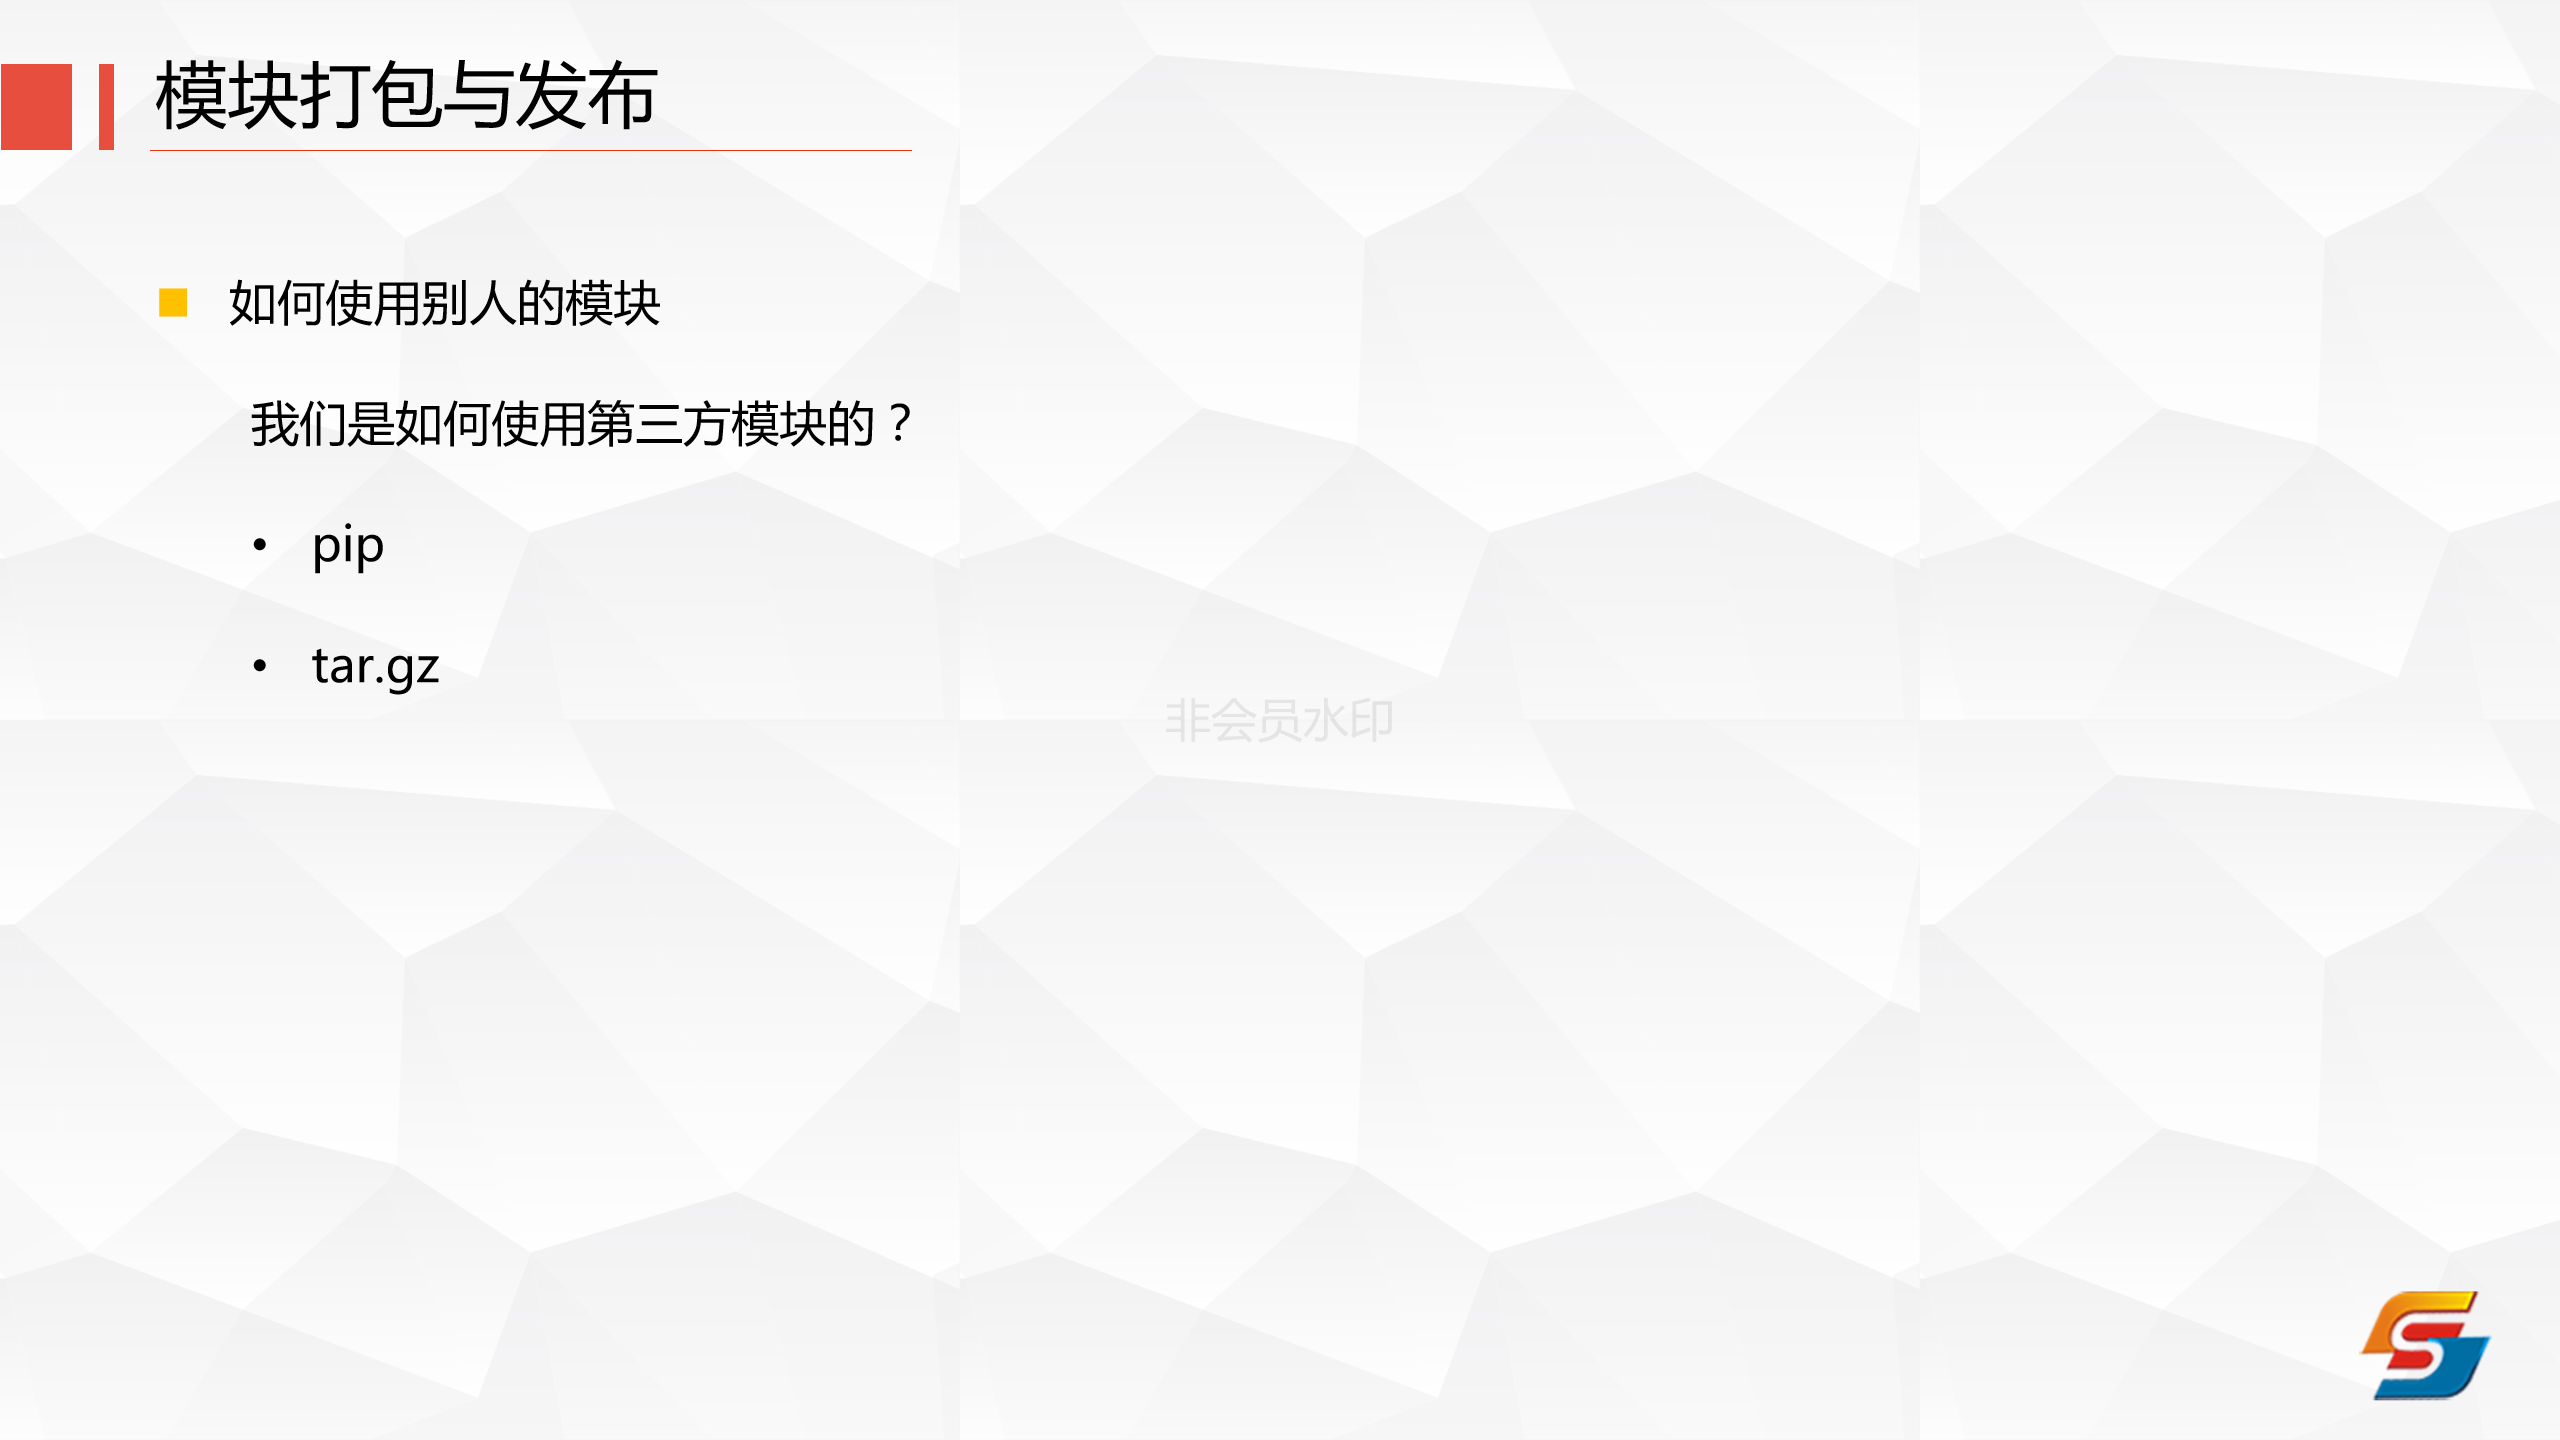 模块打包与发布
如何使用别人的模块
我们是如何使用第三方模块的？
• pip
• tar.gz
非会员水印